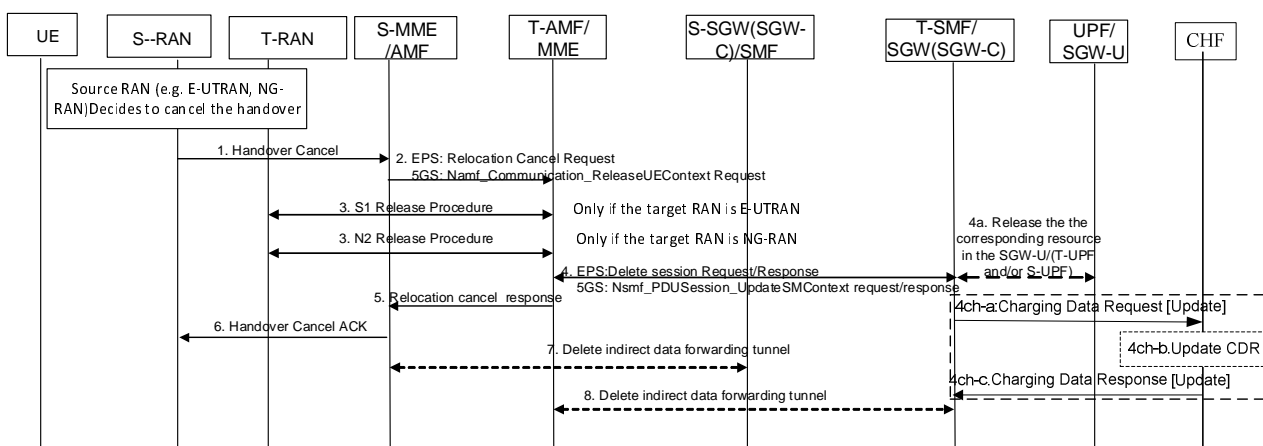 UE
S--RAN
T-RAN
S-MME
/AMF
T-AMF/
MME
S-SGW(SGW-
C)/SMF
T-SMF/
SGW(SGW-C)
UPF/
SGW-U
CHF
Source RAN (e.g. E-UTRAN, NG-
RAN)Decides to cancel the handover
1. Handover Cancel
2. EPS: Relocation Cancel Request
5GS: Namf_Communication_ReleaseUEContext Request
3. S1 Release Procedure
Only if the target RAN is E-UTRAN
3. N2 Release Procedure
Only if the target RAN is NG-RAN
4a. Release the the
corresponding resource
in the SGW-U/(T-UPF
and/or S-UPF)
4. EPS:Delete session Request/Response
5GS: Nsmf_PDUSession_UpdateSMContext request/response
5. Relocation cancel response
4ch-a:Charging Data Request [Update]
6. Handover Cancel ACK
4ch-b.Update CDR
7. Delete indirect data forwarding tunnel
4ch-c.Charging Data Response [Update]
8. Delete indirect data forwarding tunnel